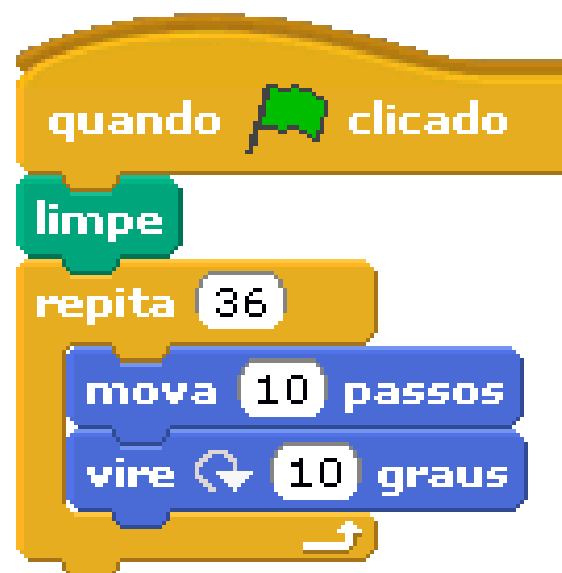 quando clicado
limpe
repita 36
mova 10 passos
vire 10 graus